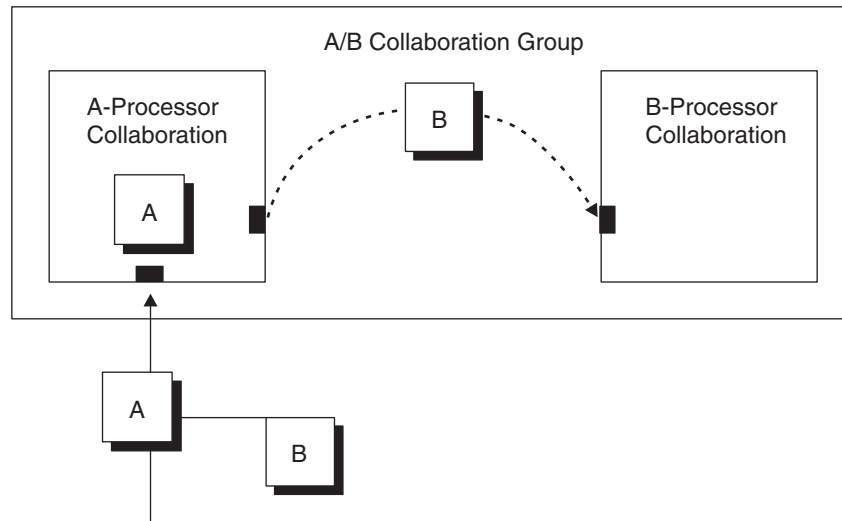 A/B Collaboration Group
A-Processor
Collaboration
B
B-Processor
Collaboration
A
A
B